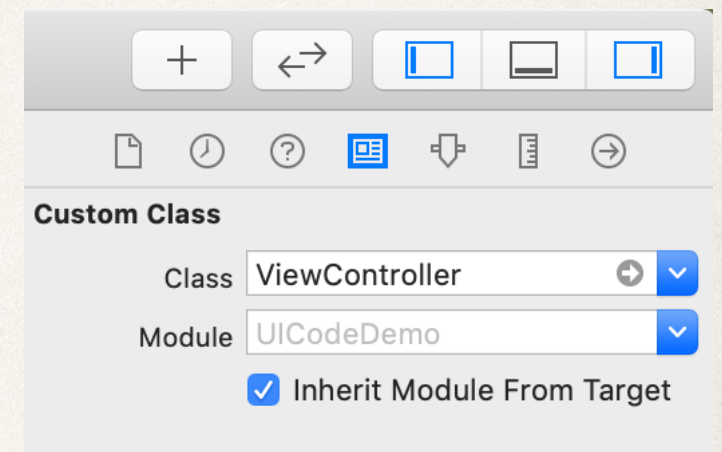 Custom Class
Class ViewController
Module UICodeDemo
Inherit Module From Target